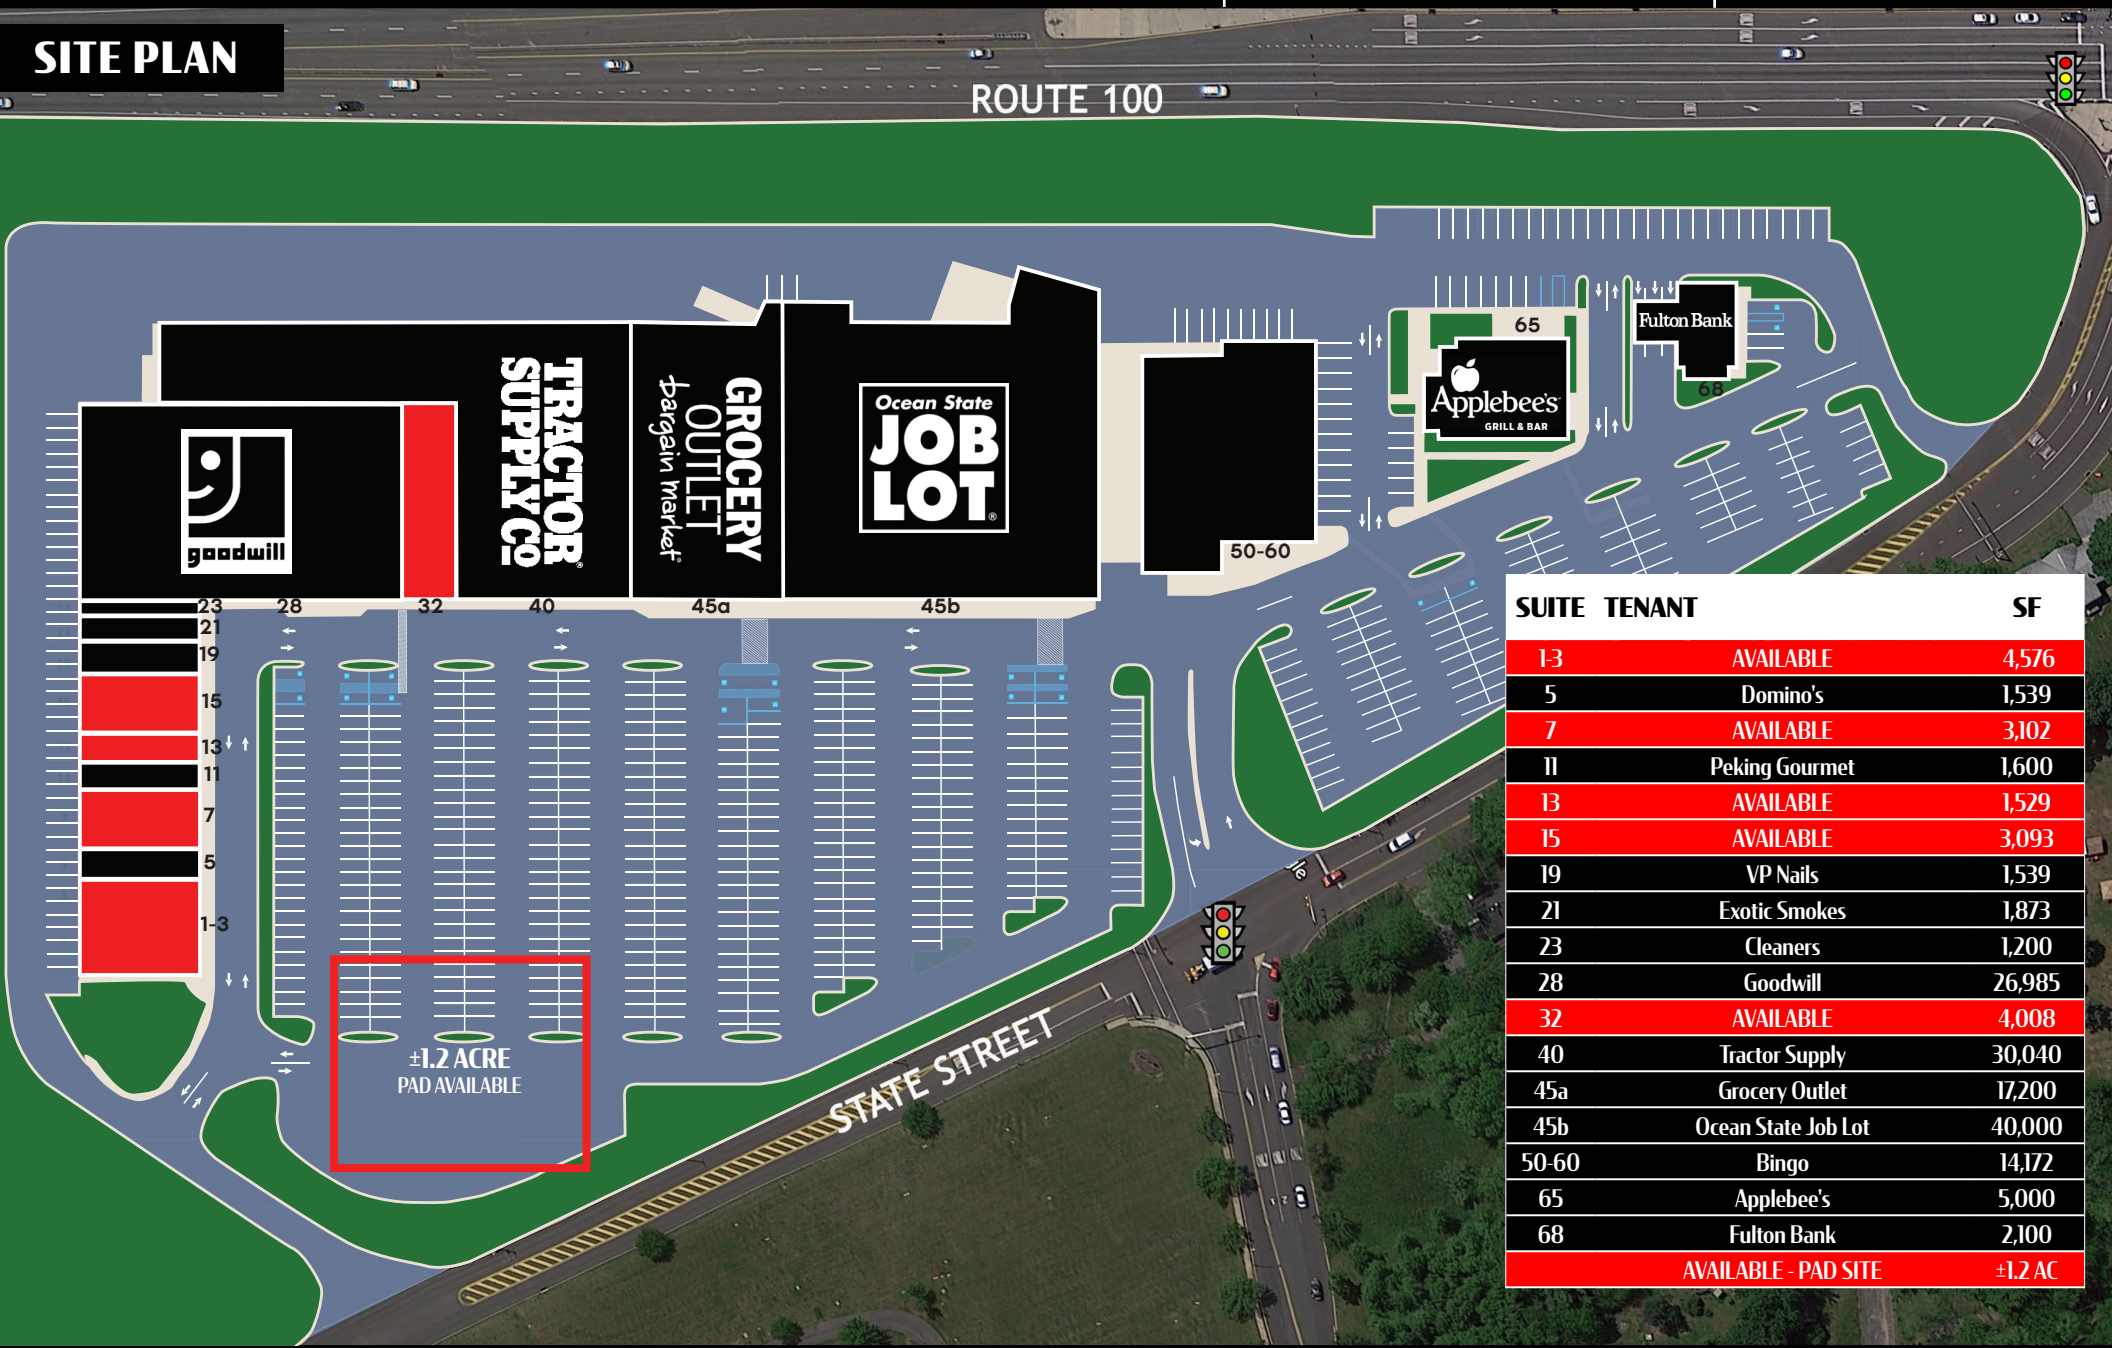 SITE PLAN
ROUTE 100
65
Fulton Bank
68
Applebee's
GRILL & BAR
goodwill
TRACTOR
SUPPLY CO
GROCERY
OUTLET
bargain market
Ocean State
JOB
LOT
50-60
23
28
32
40
45a
45b
21
19
15
13
11
7
5
1-3
±1.2 ACRE
PAD AVAILABLE
STATE STREET
SUITE TENANT SF
1-3 AVAILABLE 4,576
5 Domino's 1,539
7 AVAILABLE 3,102
11 Peking Gourmet 1,600
13 AVAILABLE 1,529
15 AVAILABLE 3,093
19 VP Nails 1,539
21 Exotic Smokes 1,873
23 Cleaners 1,200
28 Goodwill 26,985
32 AVAILABLE 4,008
40 Tractor Supply 30,040
45a Grocery Outlet 17,200
45b Ocean State Job Lot 40,000
50-60 Bingo 14,172
65 Applebee's 5,000
68 Fulton Bank 2,100
AVAILABLE - PAD SITE ±1.2 AC